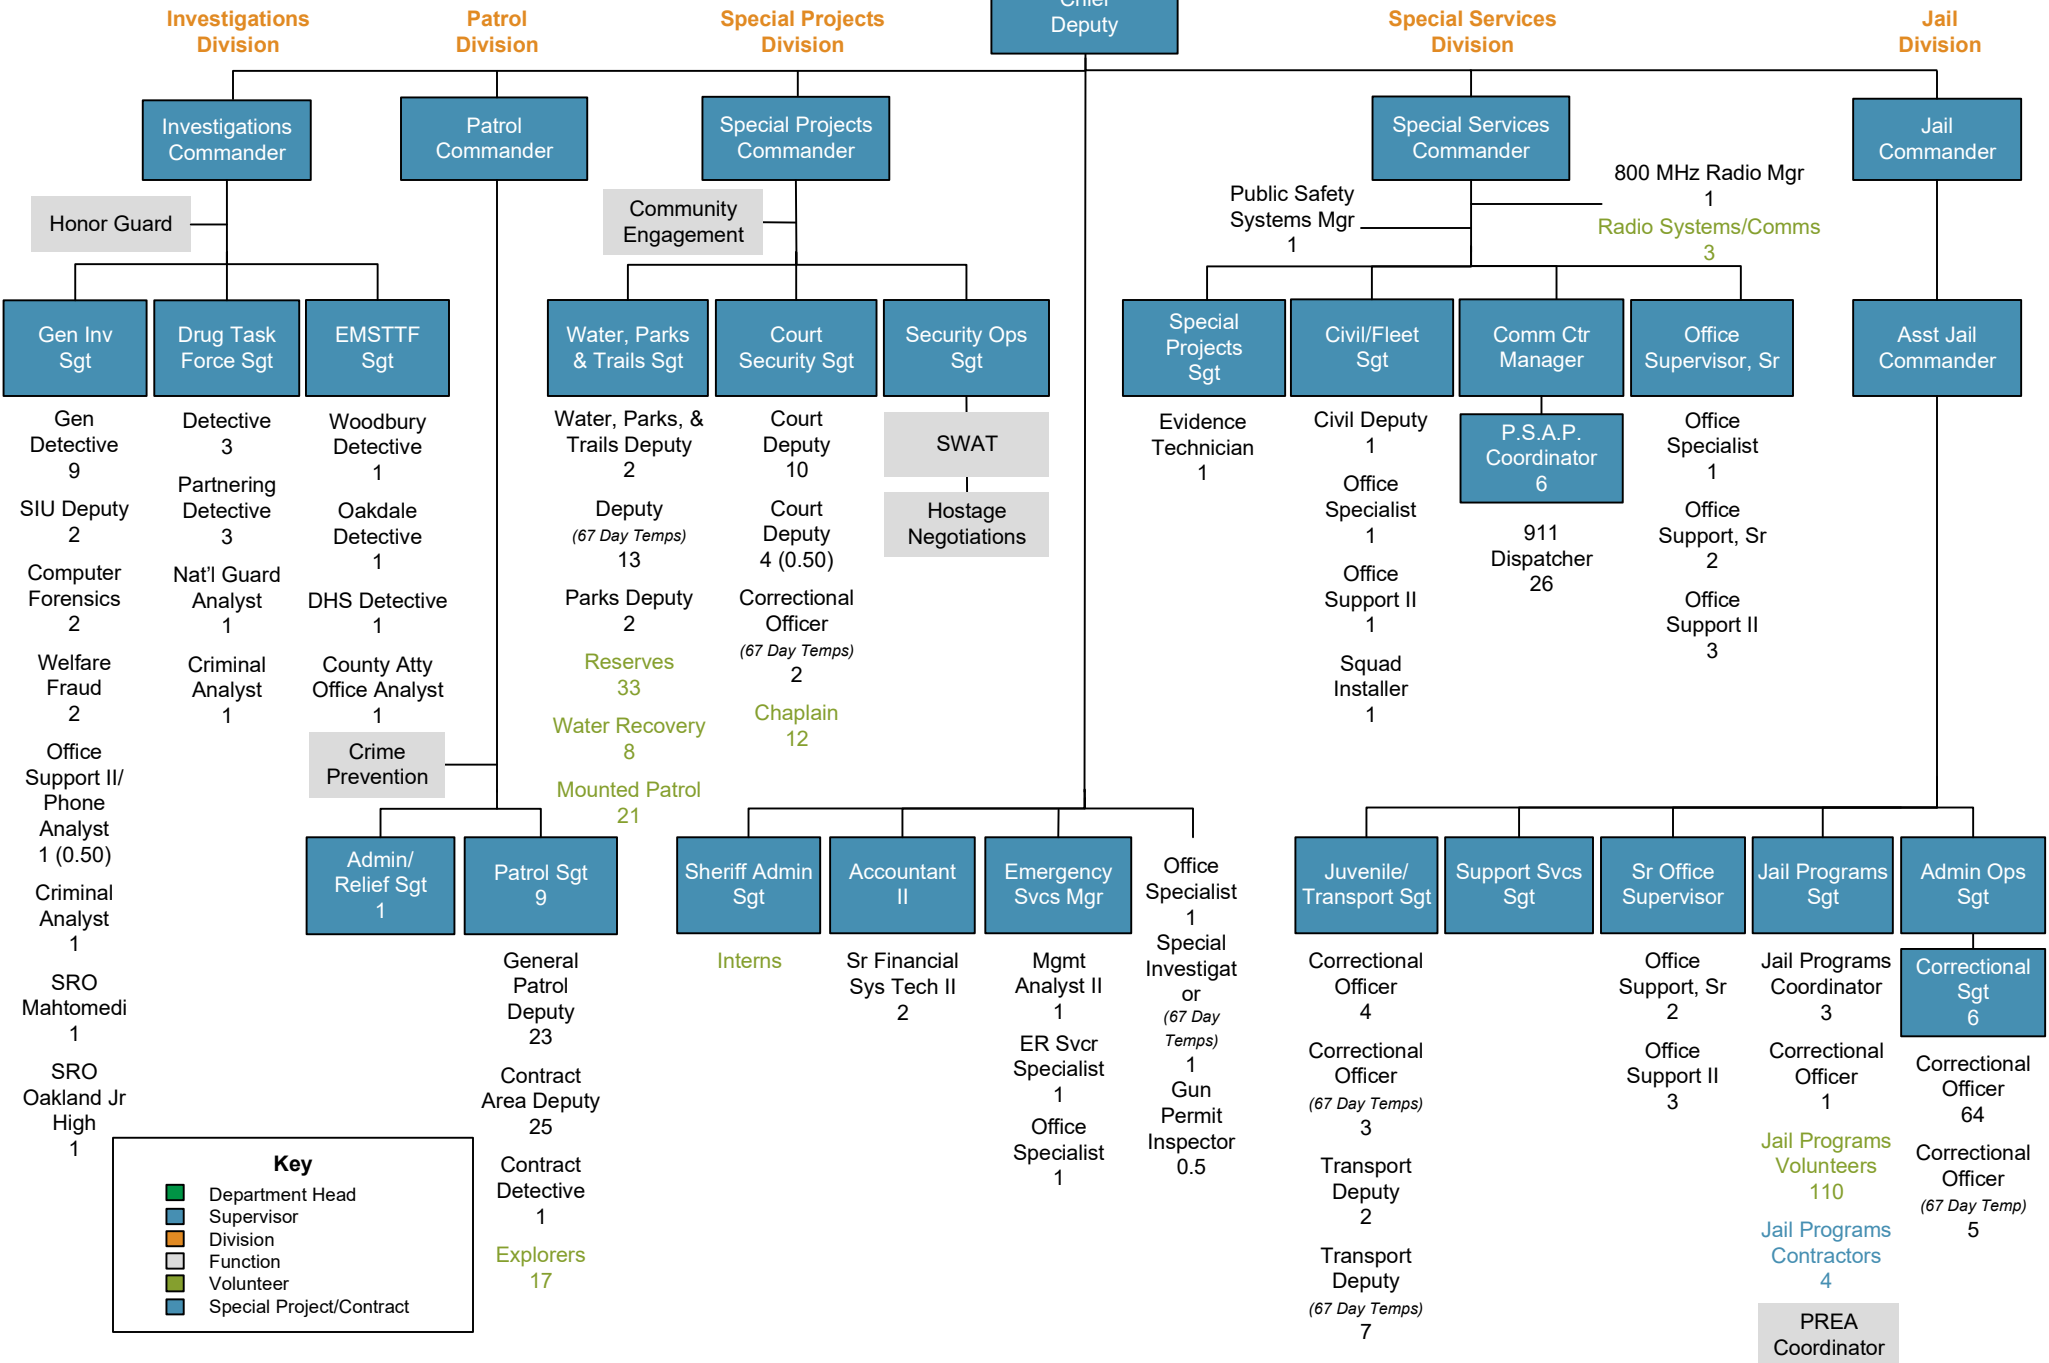 Chief
Deputy
Investigations
Division
Patrol
Division
Special Projects
Division
Special Services
Division
Jail
Division
Investigations
Commander
Patrol
Commander
Special Projects
Commander
Special Services
Commander
Jail
Commander
Honor Guard
Community
Engagement
Public Safety
Systems Mgr
1
800 MHz Radio Mgr
1
Radio Systems/Comms
3
Gen Inv
Sgt
Gen
Detective
9
SIU Deputy
2
Computer
Forensics
2
Welfare
Fraud
2
Office
Support II/
Phone
Analyst
1 (0.50)
Criminal
Analyst
1
SRO
Mahtomedi
1
SRO
Oakland Jr
High
1
Drug Task
Force Sgt
Detective
3
Partnering
Detective
3
Nat’l Guard
Analyst
1
Criminal
Analyst
1
EMSTTF
Sgt
Woodbury
Detective
1
Oakdale
Detective
1
DHS Detective
1
County Atty
Office Analyst
1
Crime
Prevention
Admin/
Relief Sgt
1
Patrol Sgt
9
General
Patrol
Deputy
23
Contract
Area Deputy
25
Contract
Detective
1
Explorers
17
Water, Parks
& Trails Sgt
Water, Parks, &
Trails Deputy
2
Deputy
(67 Day Temps)
13
Parks Deputy
2
Reserves
33
Water Recovery
8
Mounted Patrol
21
Court
Security Sgt
Court
Deputy
10
Court
Deputy
4 (0.50)
Correctional
Officer
(67 Day Temps)
2
Chaplain
12
Security Ops
Sgt
SWAT
Hostage
Negotiations
Sheriff Admin
Sgt
Interns
Accountant
II
Sr Financial
Sys Tech II
2
Emergency
Svcs Mgr
Mgmt
Analyst II
1
ER Svcr
Specialist
1
Office
Specialist
1
Office
Specialist
1
Special
Investigat
or
(67 Day
Temps)
1
Gun
Permit
Inspector
0.5
Special
Projects
Sgt
Evidence
Technician
1
Civil/Fleet
Sgt
Civil Deputy
1
Office
Specialist
1
Office
Support II
1
Squad
Installer
1
Comm Ctr
Manager
P.S.A.P.
Coordinator
6
911
Dispatcher
26
Office
Supervisor, Sr
Office
Specialist
1
Office
Support, Sr
2
Office
Support II
3
Asst Jail
Commander
Juvenile/
Transport Sgt
Correctional
Officer
4
Correctional
Officer
(67 Day Temps)
3
Transport
Deputy
2
Transport
Deputy
(67 Day Temps)
7
Support Svcs
Sgt
Sr Office
Supervisor
Office
Support, Sr
2
Office
Support II
3
Jail Programs
Sgt
Jail Programs
Coordinator
3
Correctional
Officer
1
Jail Programs
Volunteers
110
Jail Programs
Contractors
4
PREA
Coordinator
Admin Ops
Sgt
Correctional
Sgt
6
Correctional
Officer
64
Correctional
Officer
(67 Day Temp)
5
Key
Department Head
Supervisor
Division
Function
Volunteer
Special Project/Contract